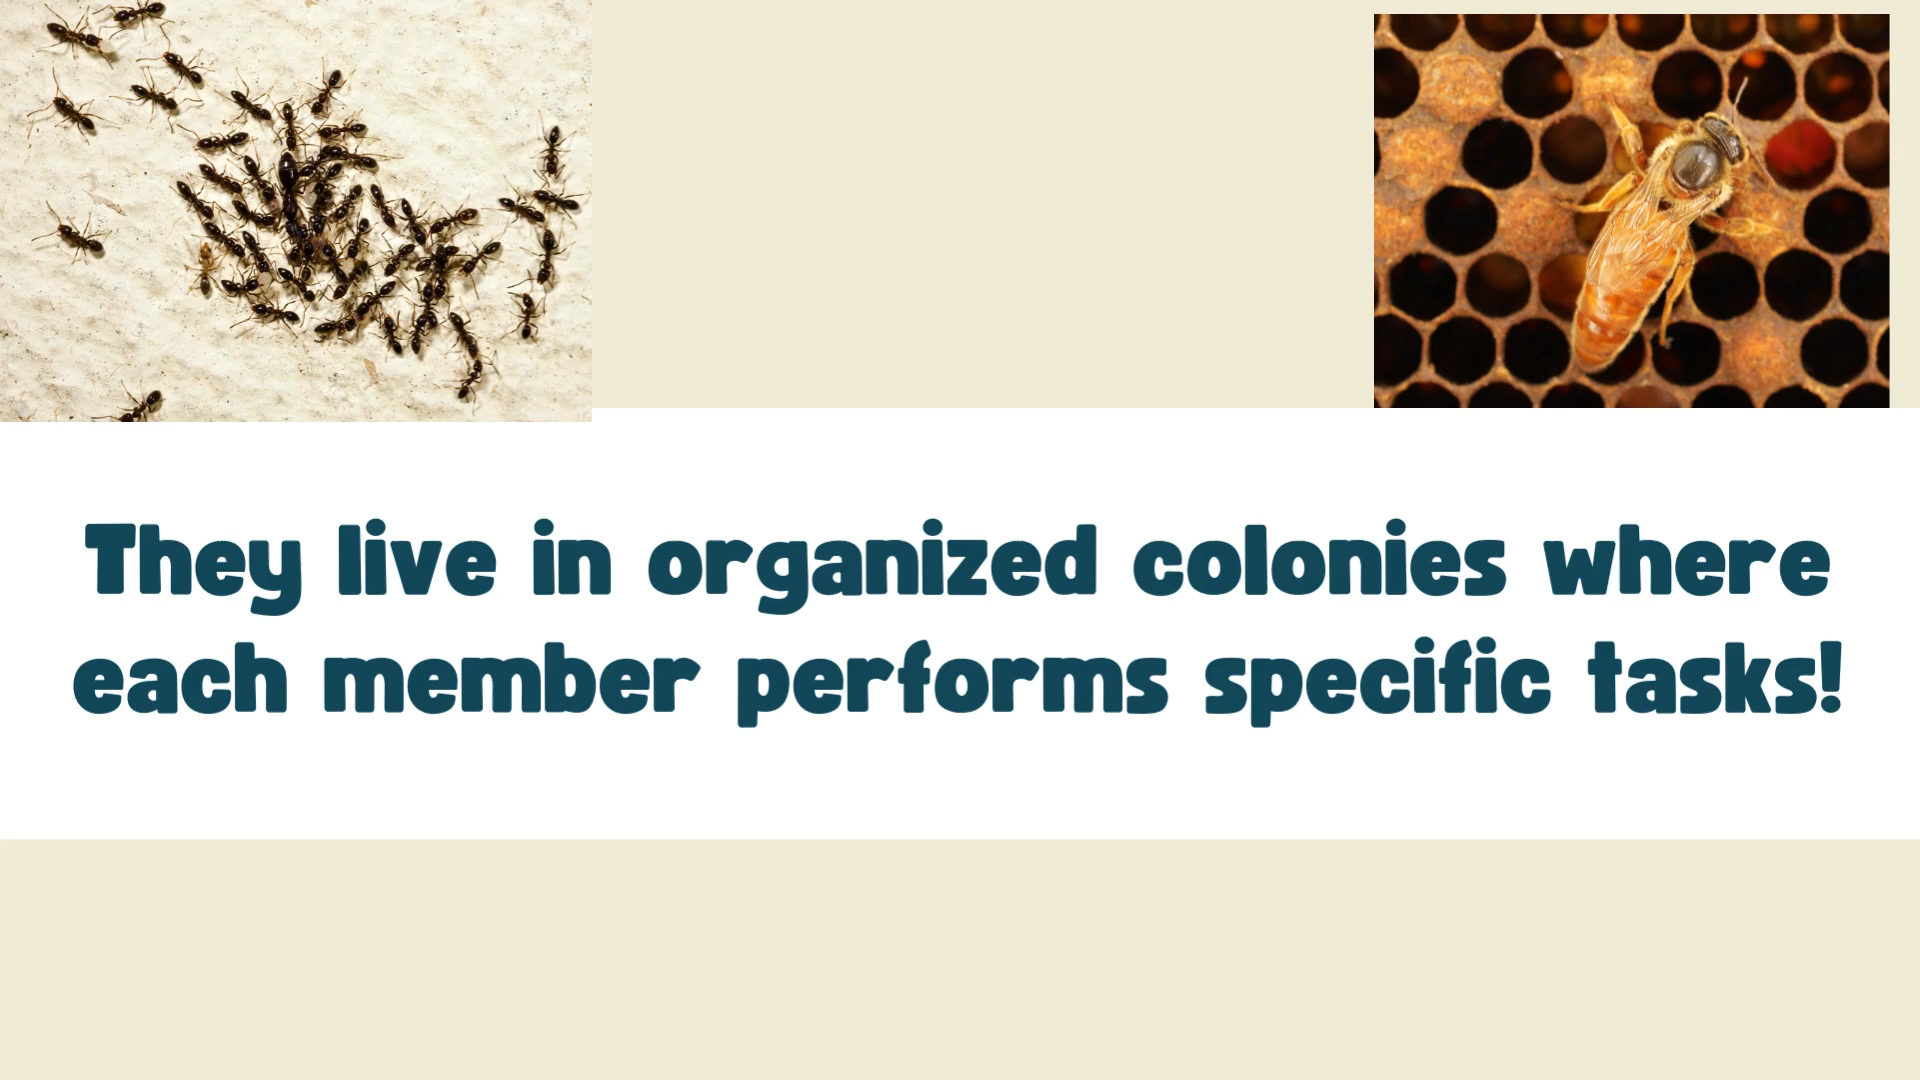 They live in organized colonies where
each member performs specific tasks!